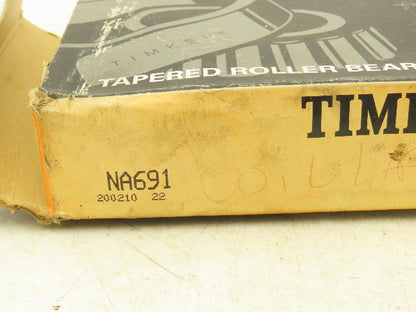 TIMKEN
TAPERED ROLLER BEAR
TIM
NA691
200210 22